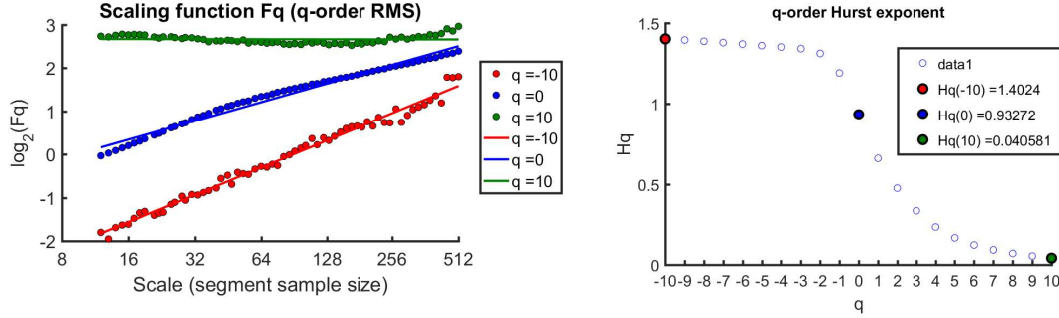 Scaling function Fq (q-order RMS)
3
2
1
0
-1
-2
log2(Fq)
8
16
32
64
128
256
512
Scale (segment sample size)
q =-10
q =0
q =10
q =-10
q =0
q =10
q-order Hurst exponent
1.5
1
0.5
0
Hq
data1
Hq(-10) =1.4024
Hq(0) =0.93272
Hq(10) =0.040581
-10 -9 -8 -7 -6 -5 -4 -3 -2 -1 0 1 2 3 4 5 6 7 8 9 10
q